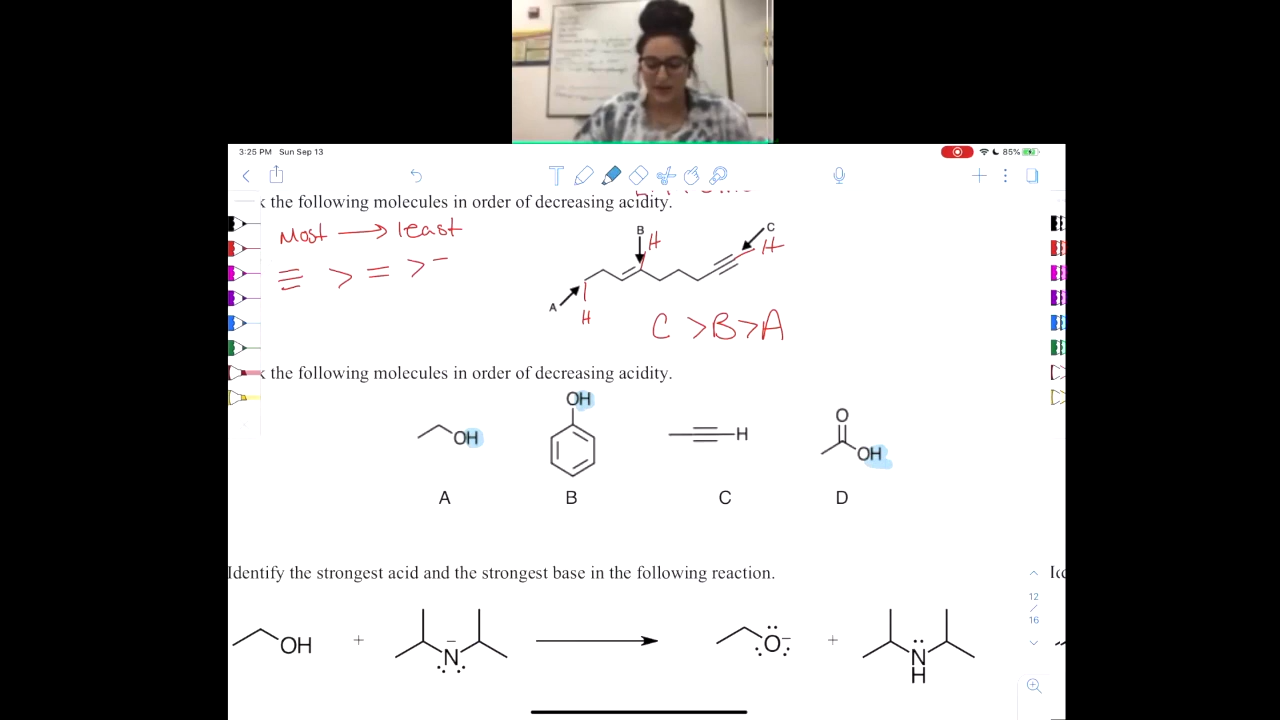 3:25 PM Sun Sep 13
85%
T
k the following molecules in order of decreasing acidity.
Most → least
≡ > = > -
B
H
C
H
A
H
C > B > A
k the following molecules in order of decreasing acidity.
OH
OH
H
O
OH
A B C D
Identify the strongest acid and the strongest base in the following reaction.
12
/
16
OH + N → O + N
H